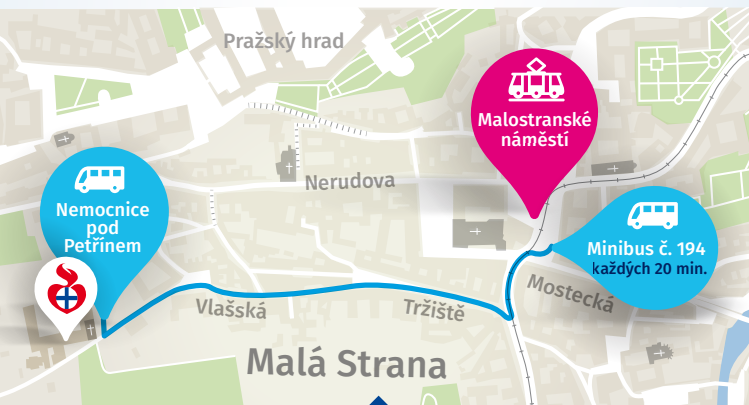 Pražský hrad
Malostranské
náměstí
Nerudova
Nemocnice
pod
Petřínem
Minibus č. 194
každých 20 min.
Mostecká
Vlašská
Tržiště
Malá Strana